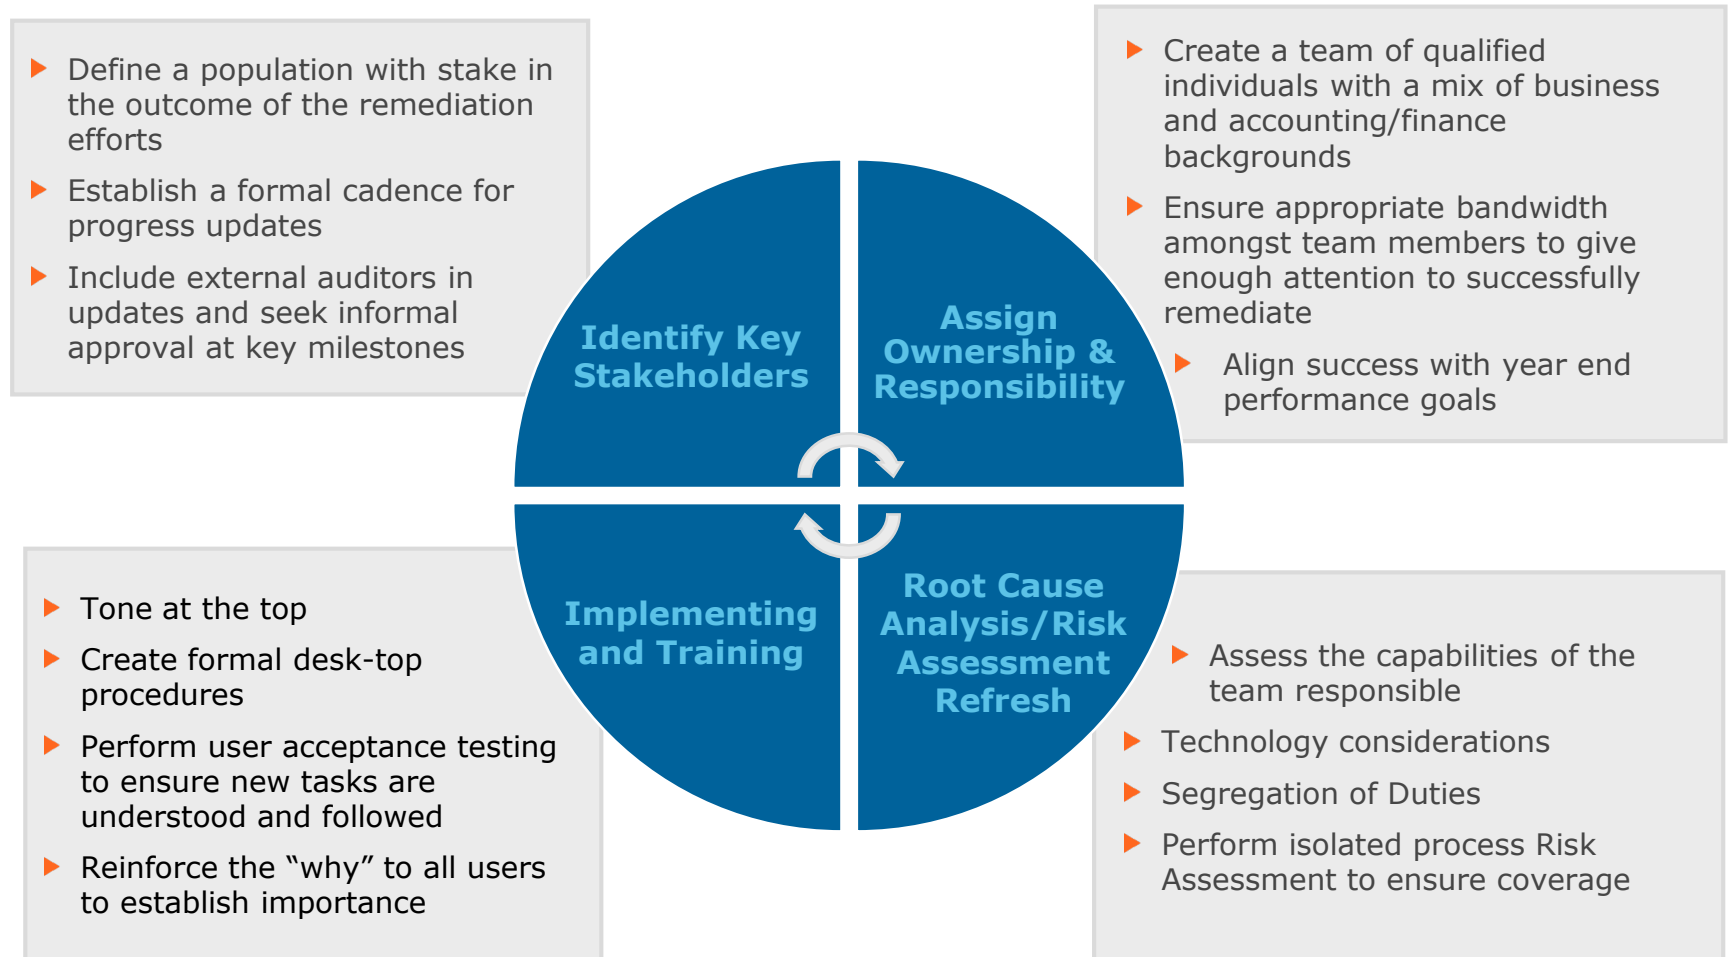 Define a population with stake in
the outcome of the remediation
efforts
Establish a formal cadence for
progress updates
Include external auditors in
updates and seek informal
approval at key milestones
Create a team of qualified
individuals with a mix of business
and accounting/finance
backgrounds
Ensure appropriate bandwidth
amongst team members to give
enough attention to successfully
remediate
Align success with year end
performance goals
Identify Key
Stakeholders
Assign
Ownership &
Responsibility
Implementing
and Training
Root Cause
Analysis/Risk
Assessment
Refresh
Tone at the top
Create formal desk-top
procedures
Perform user acceptance testing
to ensure new tasks are
understood and followed
Reinforce the “why” to all users
to establish importance
Assess the capabilities of the
team responsible
Technology considerations
Segregation of Duties
Perform isolated process Risk
Assessment to ensure coverage